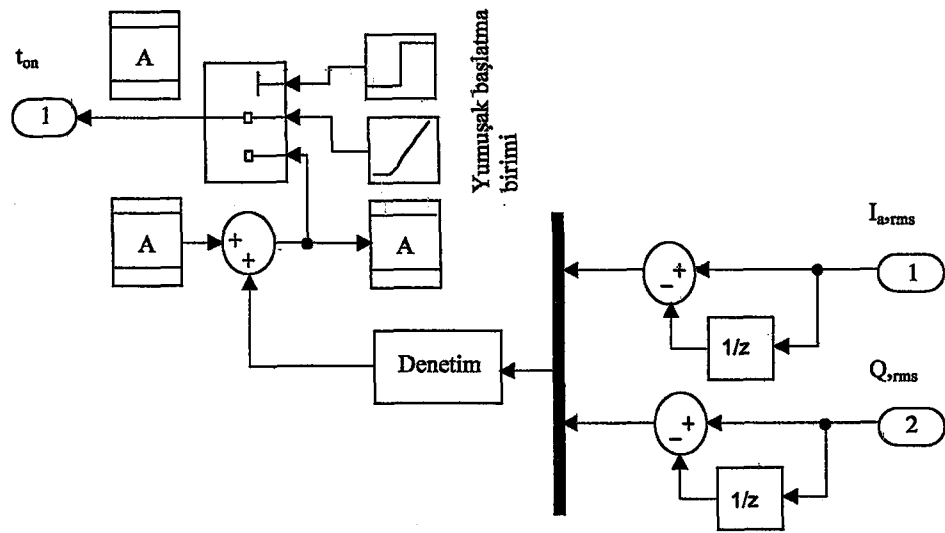 t_on
A
1
Yumuşak başlatma
birimi
A
+
+
A
I_a,rms
+
−
1
1/z
Denetim
Q,rms
+
−
2
1/z